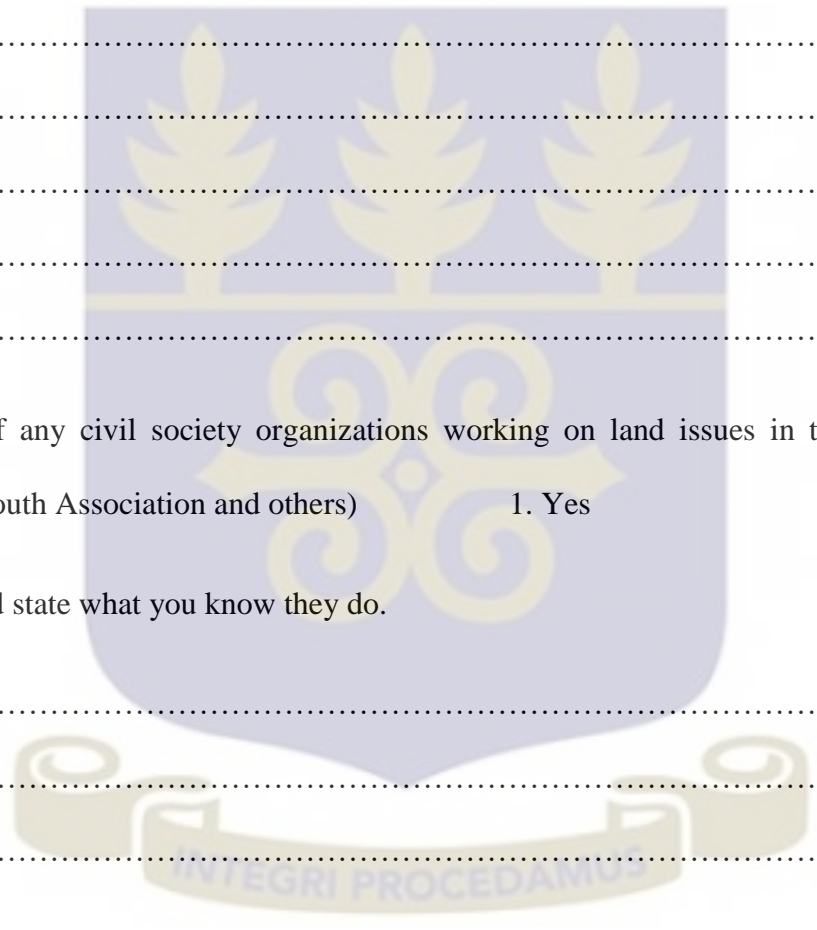 ……………………………………………………………………………
……………………………………………………………………………
……………………………………………………………………………
……………………………………………………………………………
……………………………………………………………………………
f any civil society organizations working on land issues in t
outh Association and others) 1. Yes
state what you know they do.
……………………………………………………………………………
……………………………………………………………………………
……………………………………………………………………………
INTEGRI PROCEDAMUS